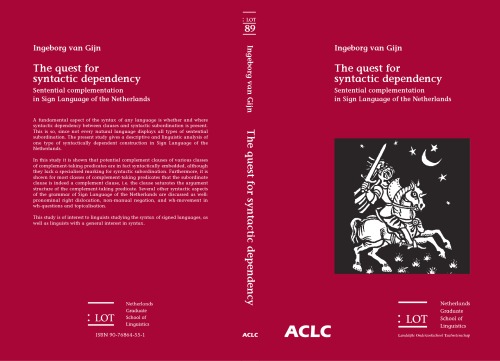 Ingeborg van Gijn
The quest for
syntactic dependency
Sentential complementation
in Sign Language of the Netherlands
A fundamental aspect of the syntax of any language is whether and where
syntactic dependency between clauses and syntactic subordination is present.
This is so, since not every natural language displays all types of sentential
subordination. The present study gives a descriptive and linguistic analysis of
one type of syntactically dependent construction in Sign Language of the
Netherlands.
In this study it is shown that potential complement clauses of various classes
of complement-taking predicates are in fact syntactically embedded, although
they lack a specialised marking for syntactic subordination. Furthermore, it is
shown for most classes of complement-taking predicates that the subordinate
clause is indeed a complement clause, i.e. the clause saturates the argument
structure of the complement-taking predicate. Several other syntactic aspects
of the grammar of Sign Language of the Netherlands are discussed as well:
pronominal right dislocation, non-manual negation, and wh-movement in
wh-questions and topicalisation.
This study is of interest to linguists studying the syntax of signed languages, as
well as linguists with a general interest in syntax.
: LOT
Netherlands
Graduate
School of
Linguistics
ISBN 90-76864-55-1
: LOT
89
Ingeborg van Gijn
The quest for syntactic dependency
ACLC
Ingeborg van Gijn
The quest for
syntactic dependency
Sentential complementation
in Sign Language of the Netherlands
ACLC
: LOT
Netherlands
Graduate
School of
Linguistics
Landelijke Onderzoekschool Taalwetenschap